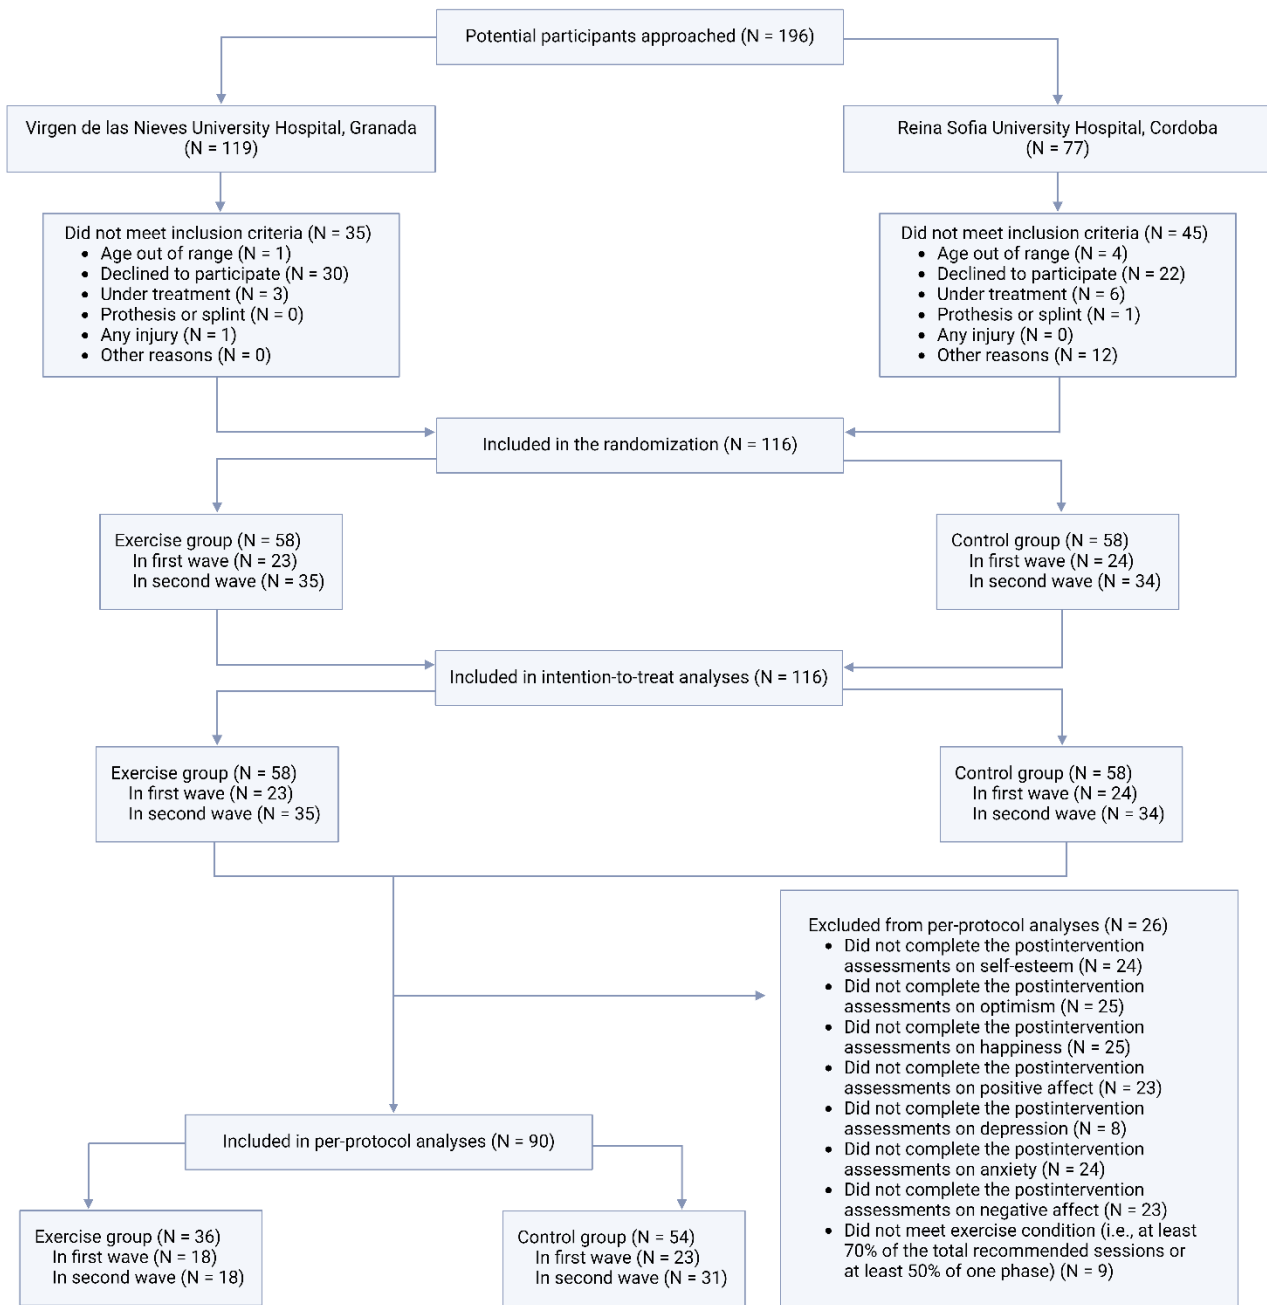 Potential participants approached (N = 196)
Virgen de las Nieves University Hospital, Granada
(N = 119)
Reina Sofia University Hospital, Cordoba
(N = 77)
Did not meet inclusion criteria (N = 35)
• Age out of range (N = 1)
• Declined to participate (N = 30)
• Under treatment (N = 3)
• Prothesis or splint (N = 0)
• Any injury (N = 1)
• Other reasons (N = 0)
Did not meet inclusion criteria (N = 45)
• Age out of range (N = 4)
• Declined to participate (N = 22)
• Under treatment (N = 6)
• Prothesis or splint (N = 1)
• Any injury (N = 0)
• Other reasons (N = 12)
Included in the randomization (N = 116)
Exercise group (N = 58)
In first wave (N = 23)
In second wave (N = 35)
Control group (N = 58)
In first wave (N = 24)
In second wave (N = 34)
Included in intention-to-treat analyses (N = 116)
Exercise group (N = 58)
In first wave (N = 23)
In second wave (N = 35)
Control group (N = 58)
In first wave (N = 24)
In second wave (N = 34)
Excluded from per-protocol analyses (N = 26)
• Did not complete the postintervention
assessments on self-esteem (N = 24)
• Did not complete the postintervention
assessments on optimism (N = 25)
• Did not complete the postintervention
assessments on happiness (N = 25)
• Did not complete the postintervention
assessments on positive affect (N = 23)
• Did not complete the postintervention
assessments on depression (N = 8)
• Did not complete the postintervention
assessments on anxiety (N = 24)
• Did not complete the postintervention
assessments on negative affect (N = 23)
• Did not meet exercise condition (i.e., at least
70% of the total recommended sessions or
at least 50% of one phase) (N = 9)
Included in per-protocol analyses (N = 90)
Exercise group (N = 36)
In first wave (N = 18)
In second wave (N = 18)
Control group (N = 54)
In first wave (N = 23)
In second wave (N = 31)